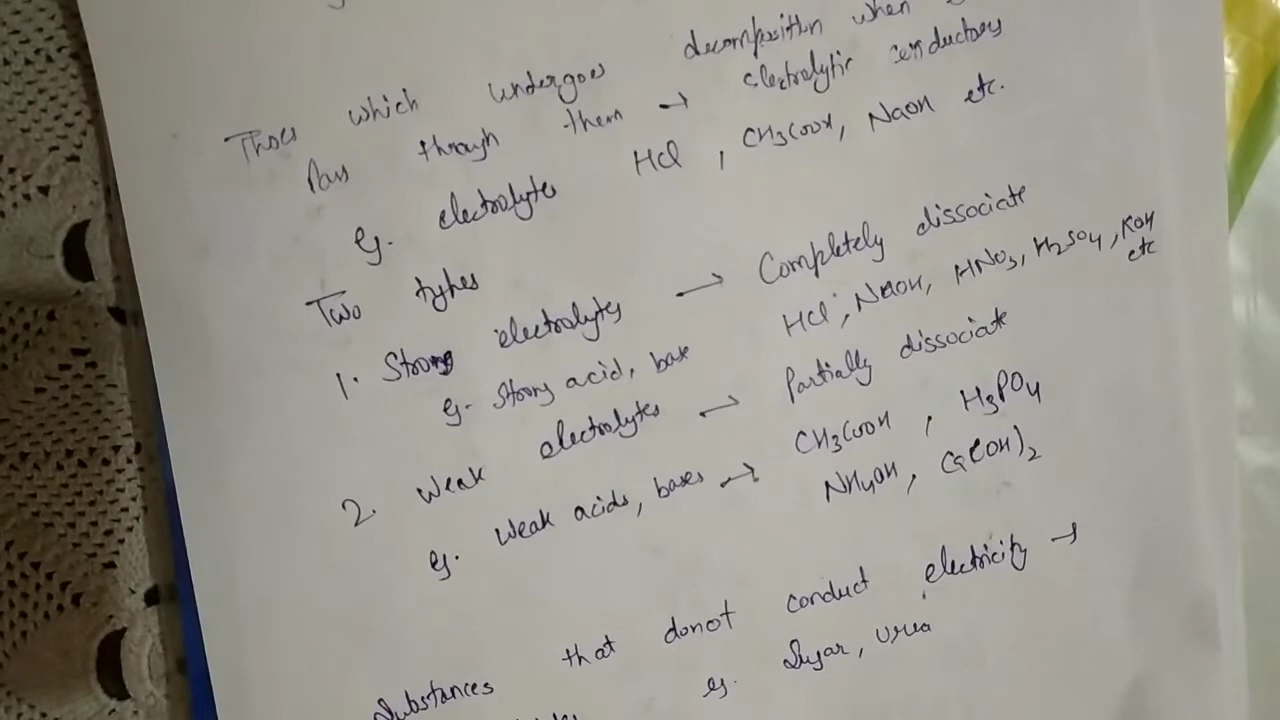 Thos which undergoes decomposition when
Pass through them → electrolytic conductors
eg. electrolytes HCl , CH3COOH, NaOH etc.
Two types
1. Strong electrolytes → Completely dissociate
eg. Strong acid, base HCl, NaOH, HNO3, H2SO4, KOH etc
2. Weak electrolytes → Partially dissociate
eg. Weak acids, bases → CH3COOH , H3PO4
NH4OH, Ca(OH)2
Substances that donot conduct electricity →
eg. Sugar, Urea